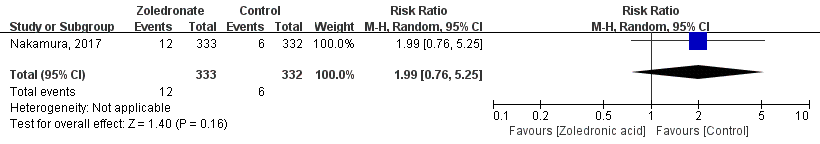 Zoledronate Control Risk Ratio Risk Ratio
Study or Subgroup Events Total Events Total Weight M-H, Random, 95% CI M-H, Random, 95% CI
Nakamura, 2017 12 333 6 332 100.0% 1.99 [0.76, 5.25]
Total (95% CI) 333 332 100.0% 1.99 [0.76, 5.25]
Total events 12 6
Heterogeneity: Not applicable
Test for overall effect: Z = 1.40 (P = 0.16)
0.1 0.2 0.5 1 2 5 10
Favours [Zoledronic acid] Favours [Control]